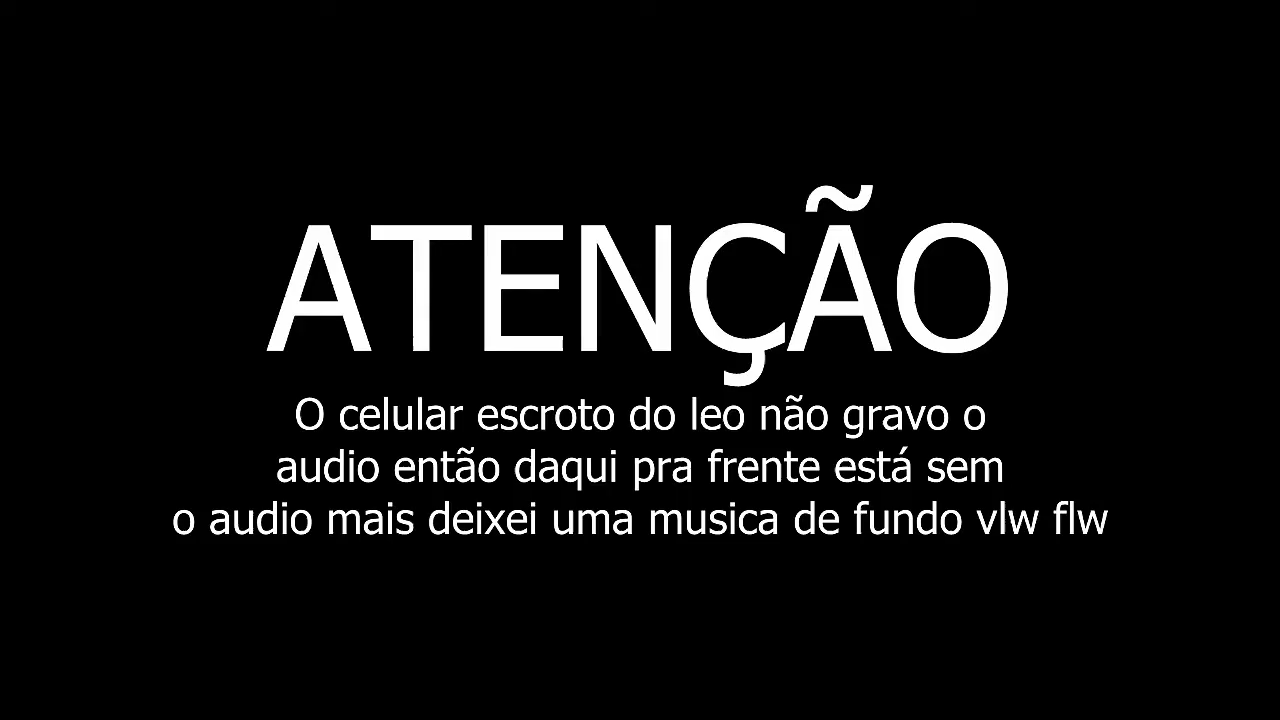 ATENÇÃO
O celular escroto do leo não gravo o
audio então daqui pra frente está sem
o audio mais deixei uma musica de fundo vlw flw